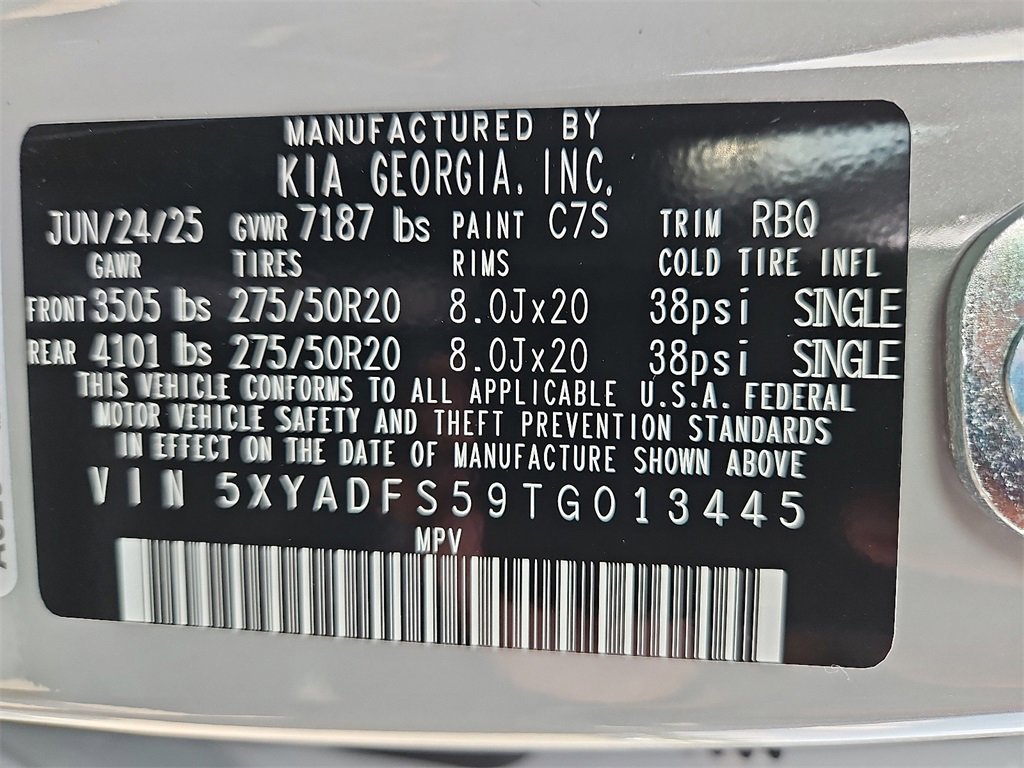 MANUFACTURED BY
KIA GEORGIA, INC.
JUN/24/25 GVWR 7187 lbs PAINT C7S TRIM RBQ
GAWR TIRES RIMS COLD TIRE INFL
FRONT 3505 lbs 275/50R20 8.0Jx20 38psi SINGLE
REAR 4101 lbs 275/50R20 8.0Jx20 38psi SINGLE
THIS VEHICLE CONFORMS TO ALL APPLICABLE U.S.A. FEDERAL
MOTOR VEHICLE SAFETY AND THEFT PREVENTION STANDARDS
IN EFFECT ON THE DATE OF MANUFACTURE SHOWN ABOVE
VIN 5XYADFS59TG013445
MPV